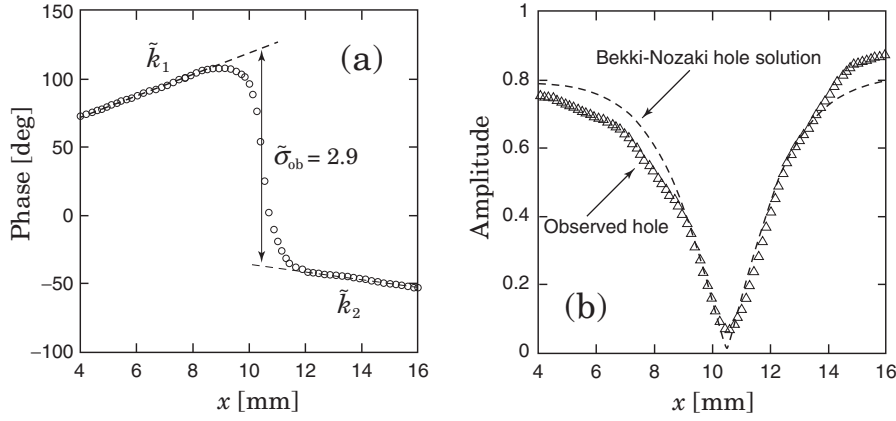 150
100
50
0
−50
−100
Phase [deg]
4 6 8 10 12 14 16
x [mm]
(a)
k̃₁
σ̃ob = 2.9
k̃₂
1
0.8
0.6
0.4
0.2
0
Amplitude
4 6 8 10 12 14 16
x [mm]
(b)
Bekki-Nozaki hole solution
Observed hole